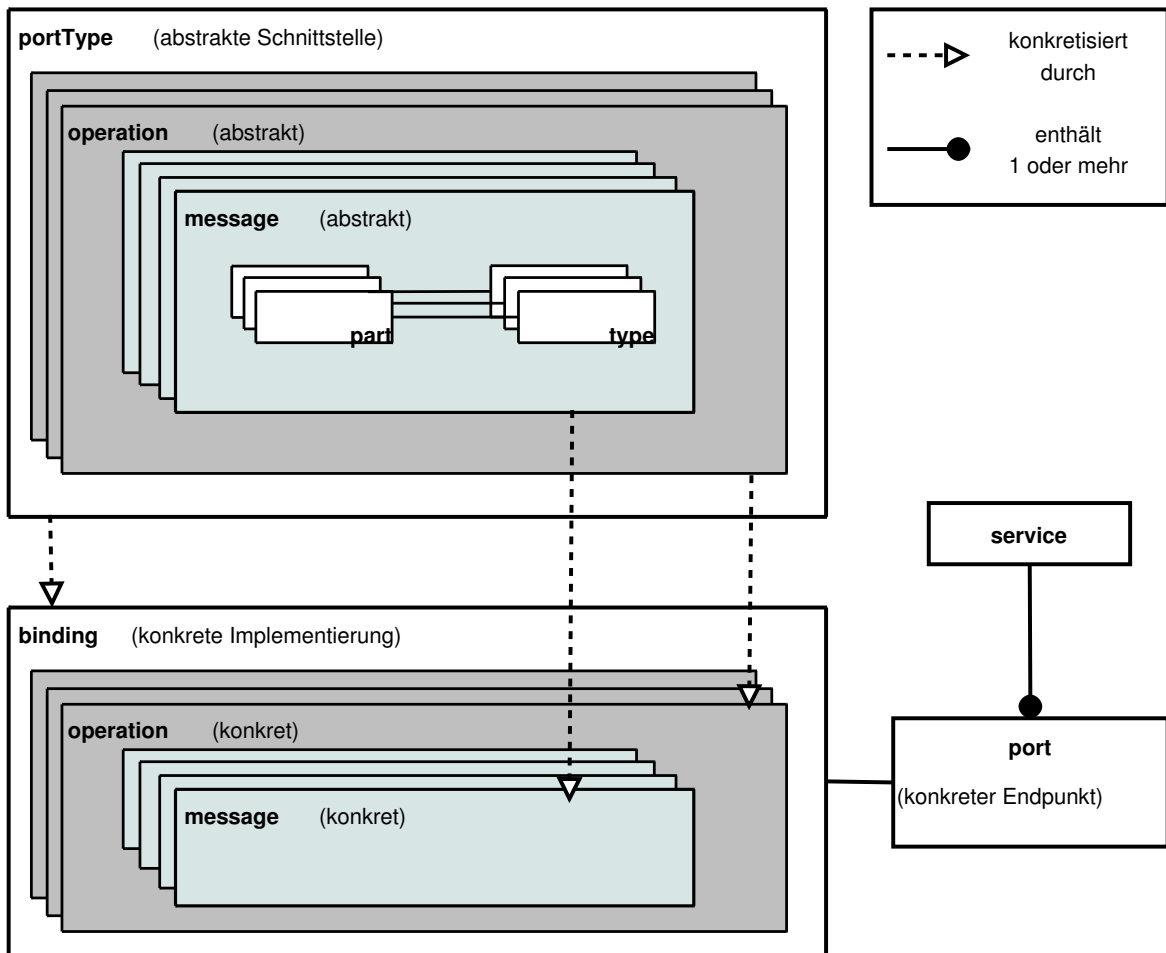 portType (abstrakte Schnittstelle)
operation (abstrakt)
message (abstrakt)
part
type
konkretisiert
durch
enthält
1 oder mehr
binding (konkrete Implementierung)
operation (konkret)
message (konkret)
service
port
(konkreter Endpunkt)